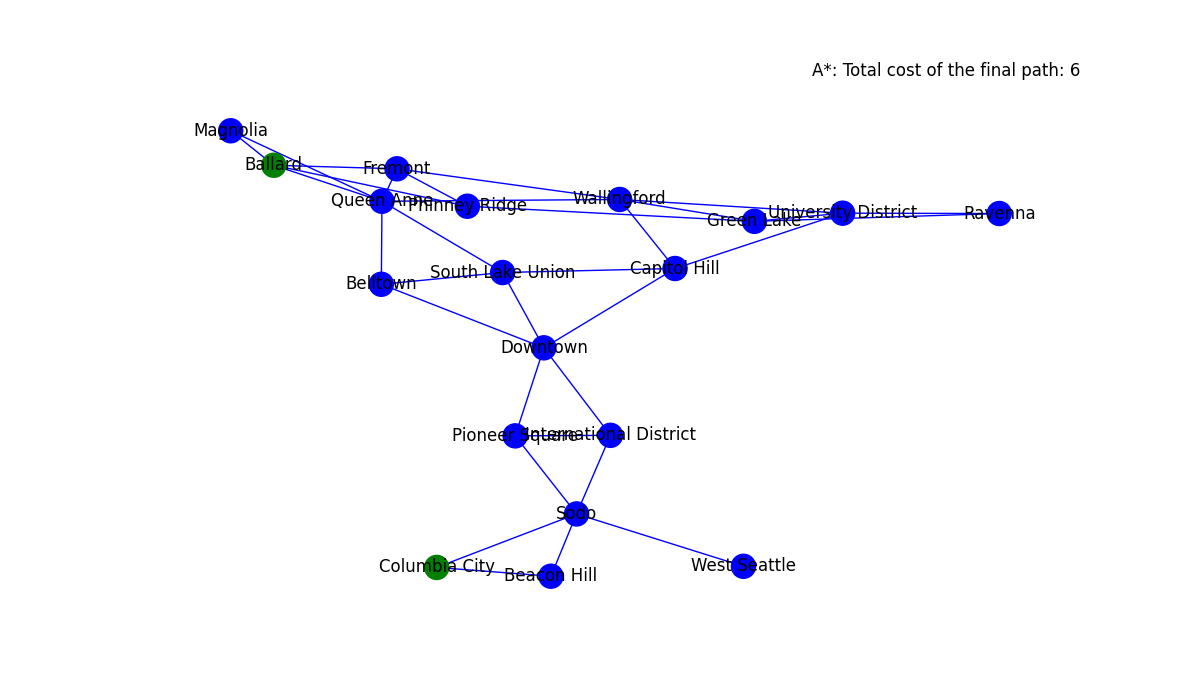 A*: Total cost of the final path: 6
Magnolia
Ballard
Fremont
Queen Anne
Phinney Ridge
Wallingford
Green Lake
University District
Ravenna
South Lake Union
Capitol Hill
Belltown
Downtown
Pioneer Square
International District
Sodo
Columbia City
Beacon Hill
West Seattle